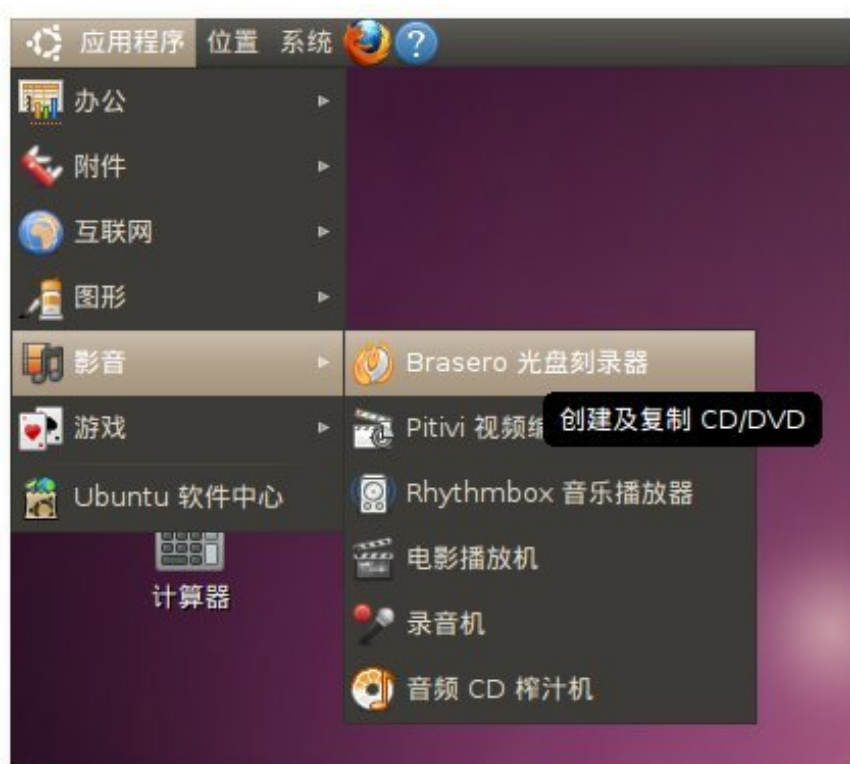 应用程序 位置 系统
办公
附件
互联网
图形
影音
游戏
Ubuntu 软件中心
Brasero 光盘刻录器
创建及复制 CD/DVD
Pitivi 视频
Rhythmbox 音乐播放器
电影播放机
录音机
音频 CD 榨汁机
计算器